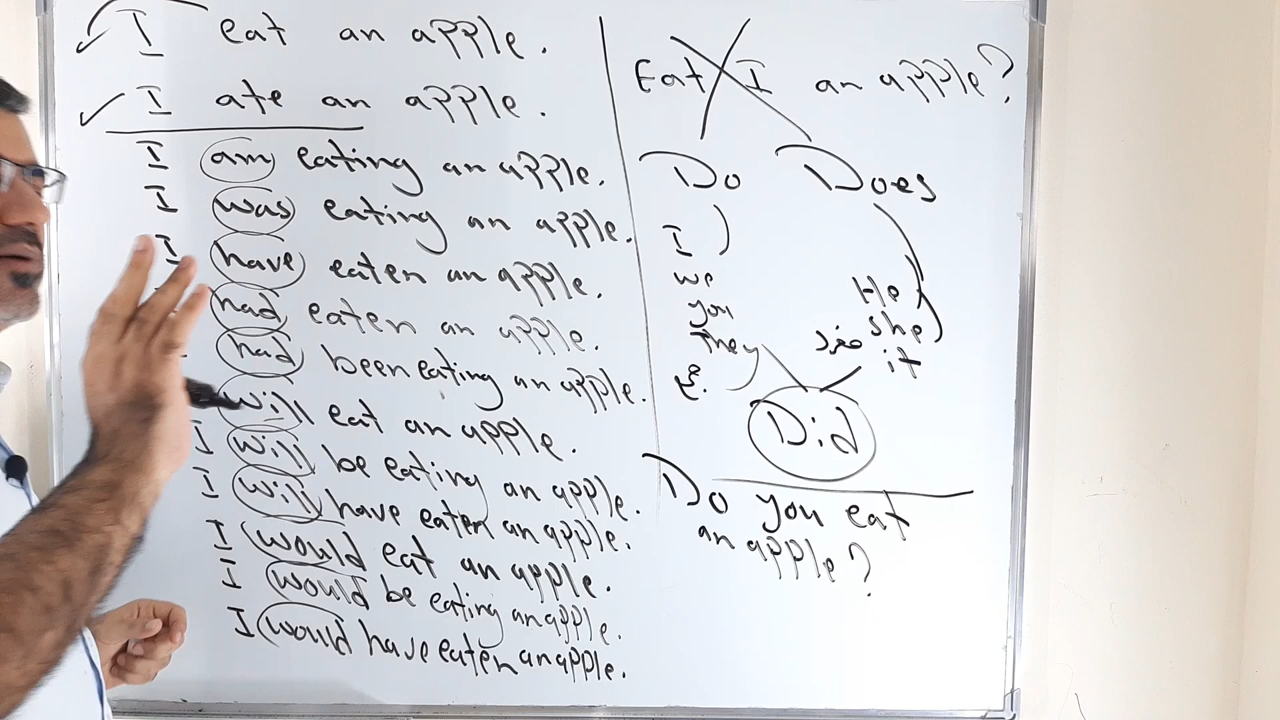 I eat an apple.
I ate an apple.
I am eating an apple.
I was eating an apple.
I have eaten an apple.
had eaten an apple.
had been eating an apple.
will eat an apple.
I will be eating an apple.
I will have eaten an apple.
I would eat an apple.
I would be eating an apple.
I would have eaten an apple.
Eat I an apple?
Do Does
I
we
you
they
جمع
He
she مفرد
it
Did
Do you eat
an apple?